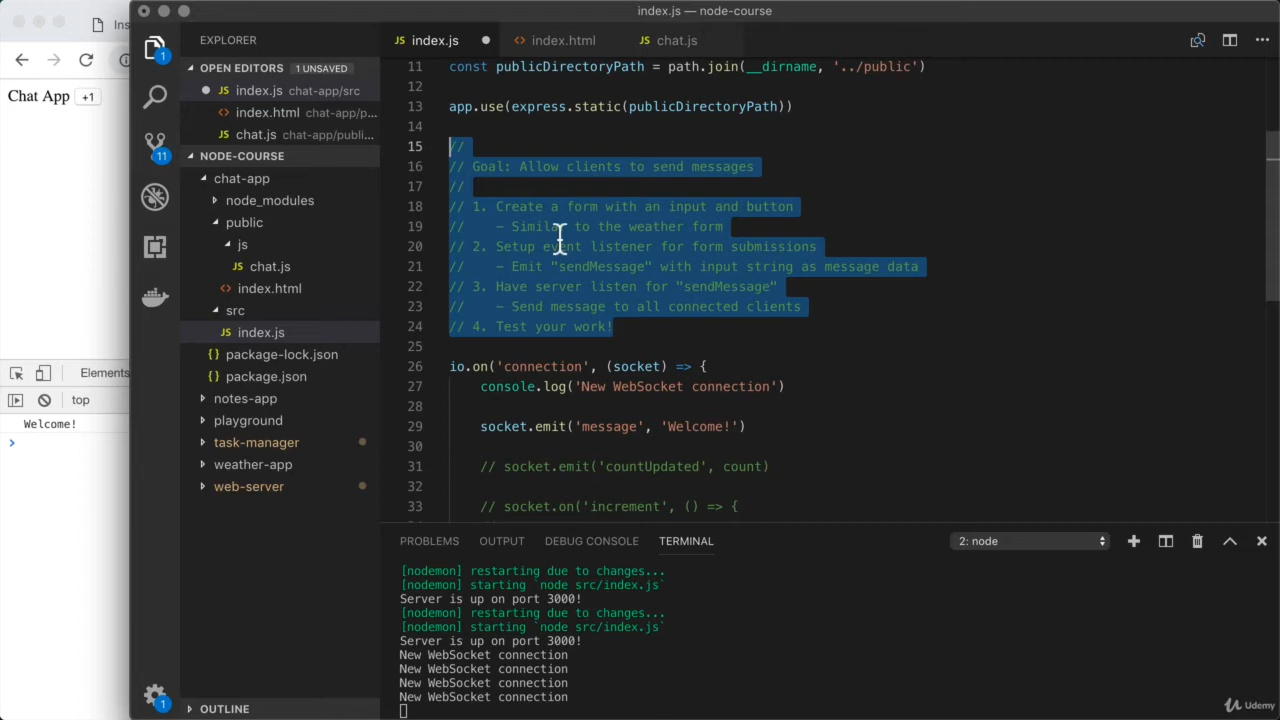 index.js — node-course
Ins
Chat App +1
Elements
top
Welcome!
>
1
11
1
EXPLORER
OPEN EDITORS 1 UNSAVED
JS index.js chat-app/src
<> index.html chat-app/p...
JS chat.js chat-app/publi...
NODE-COURSE
chat-app
node_modules
public
js
JS chat.js
<> index.html
src
JS index.js
{} package-lock.json
{} package.json
notes-app
playground
task-manager
weather-app
web-server
OUTLINE
JS index.js
<> index.html
JS chat.js
11 const publicDirectoryPath = path.join(__dirname, '../public')
12
13 app.use(express.static(publicDirectoryPath))
14
15 //
16 // Goal: Allow clients to send messages
17 //
18 // 1. Create a form with an input and button
19 //    – Similar to the weather form
20 // 2. Setup event listener for form submissions
21 //    – Emit "sendMessage" with input string as message data
22 // 3. Have server listen for "sendMessage"
23 //    – Send message to all connected clients
24 // 4. Test your work!
25
26 io.on('connection', (socket) => {
27     console.log('New WebSocket connection')
28
29     socket.emit('message', 'Welcome!')
30
31     // socket.emit('countUpdated', count)
32
33     // socket.on('increment', () => {
PROBLEMS OUTPUT DEBUG CONSOLE TERMINAL 2: node
[nodemon] restarting due to changes...
[nodemon] starting `node src/index.js`
Server is up on port 3000!
[nodemon] restarting due to changes...
[nodemon] starting `node src/index.js`
Server is up on port 3000!
New WebSocket connection
New WebSocket connection
New WebSocket connection
New WebSocket connection
Udemy